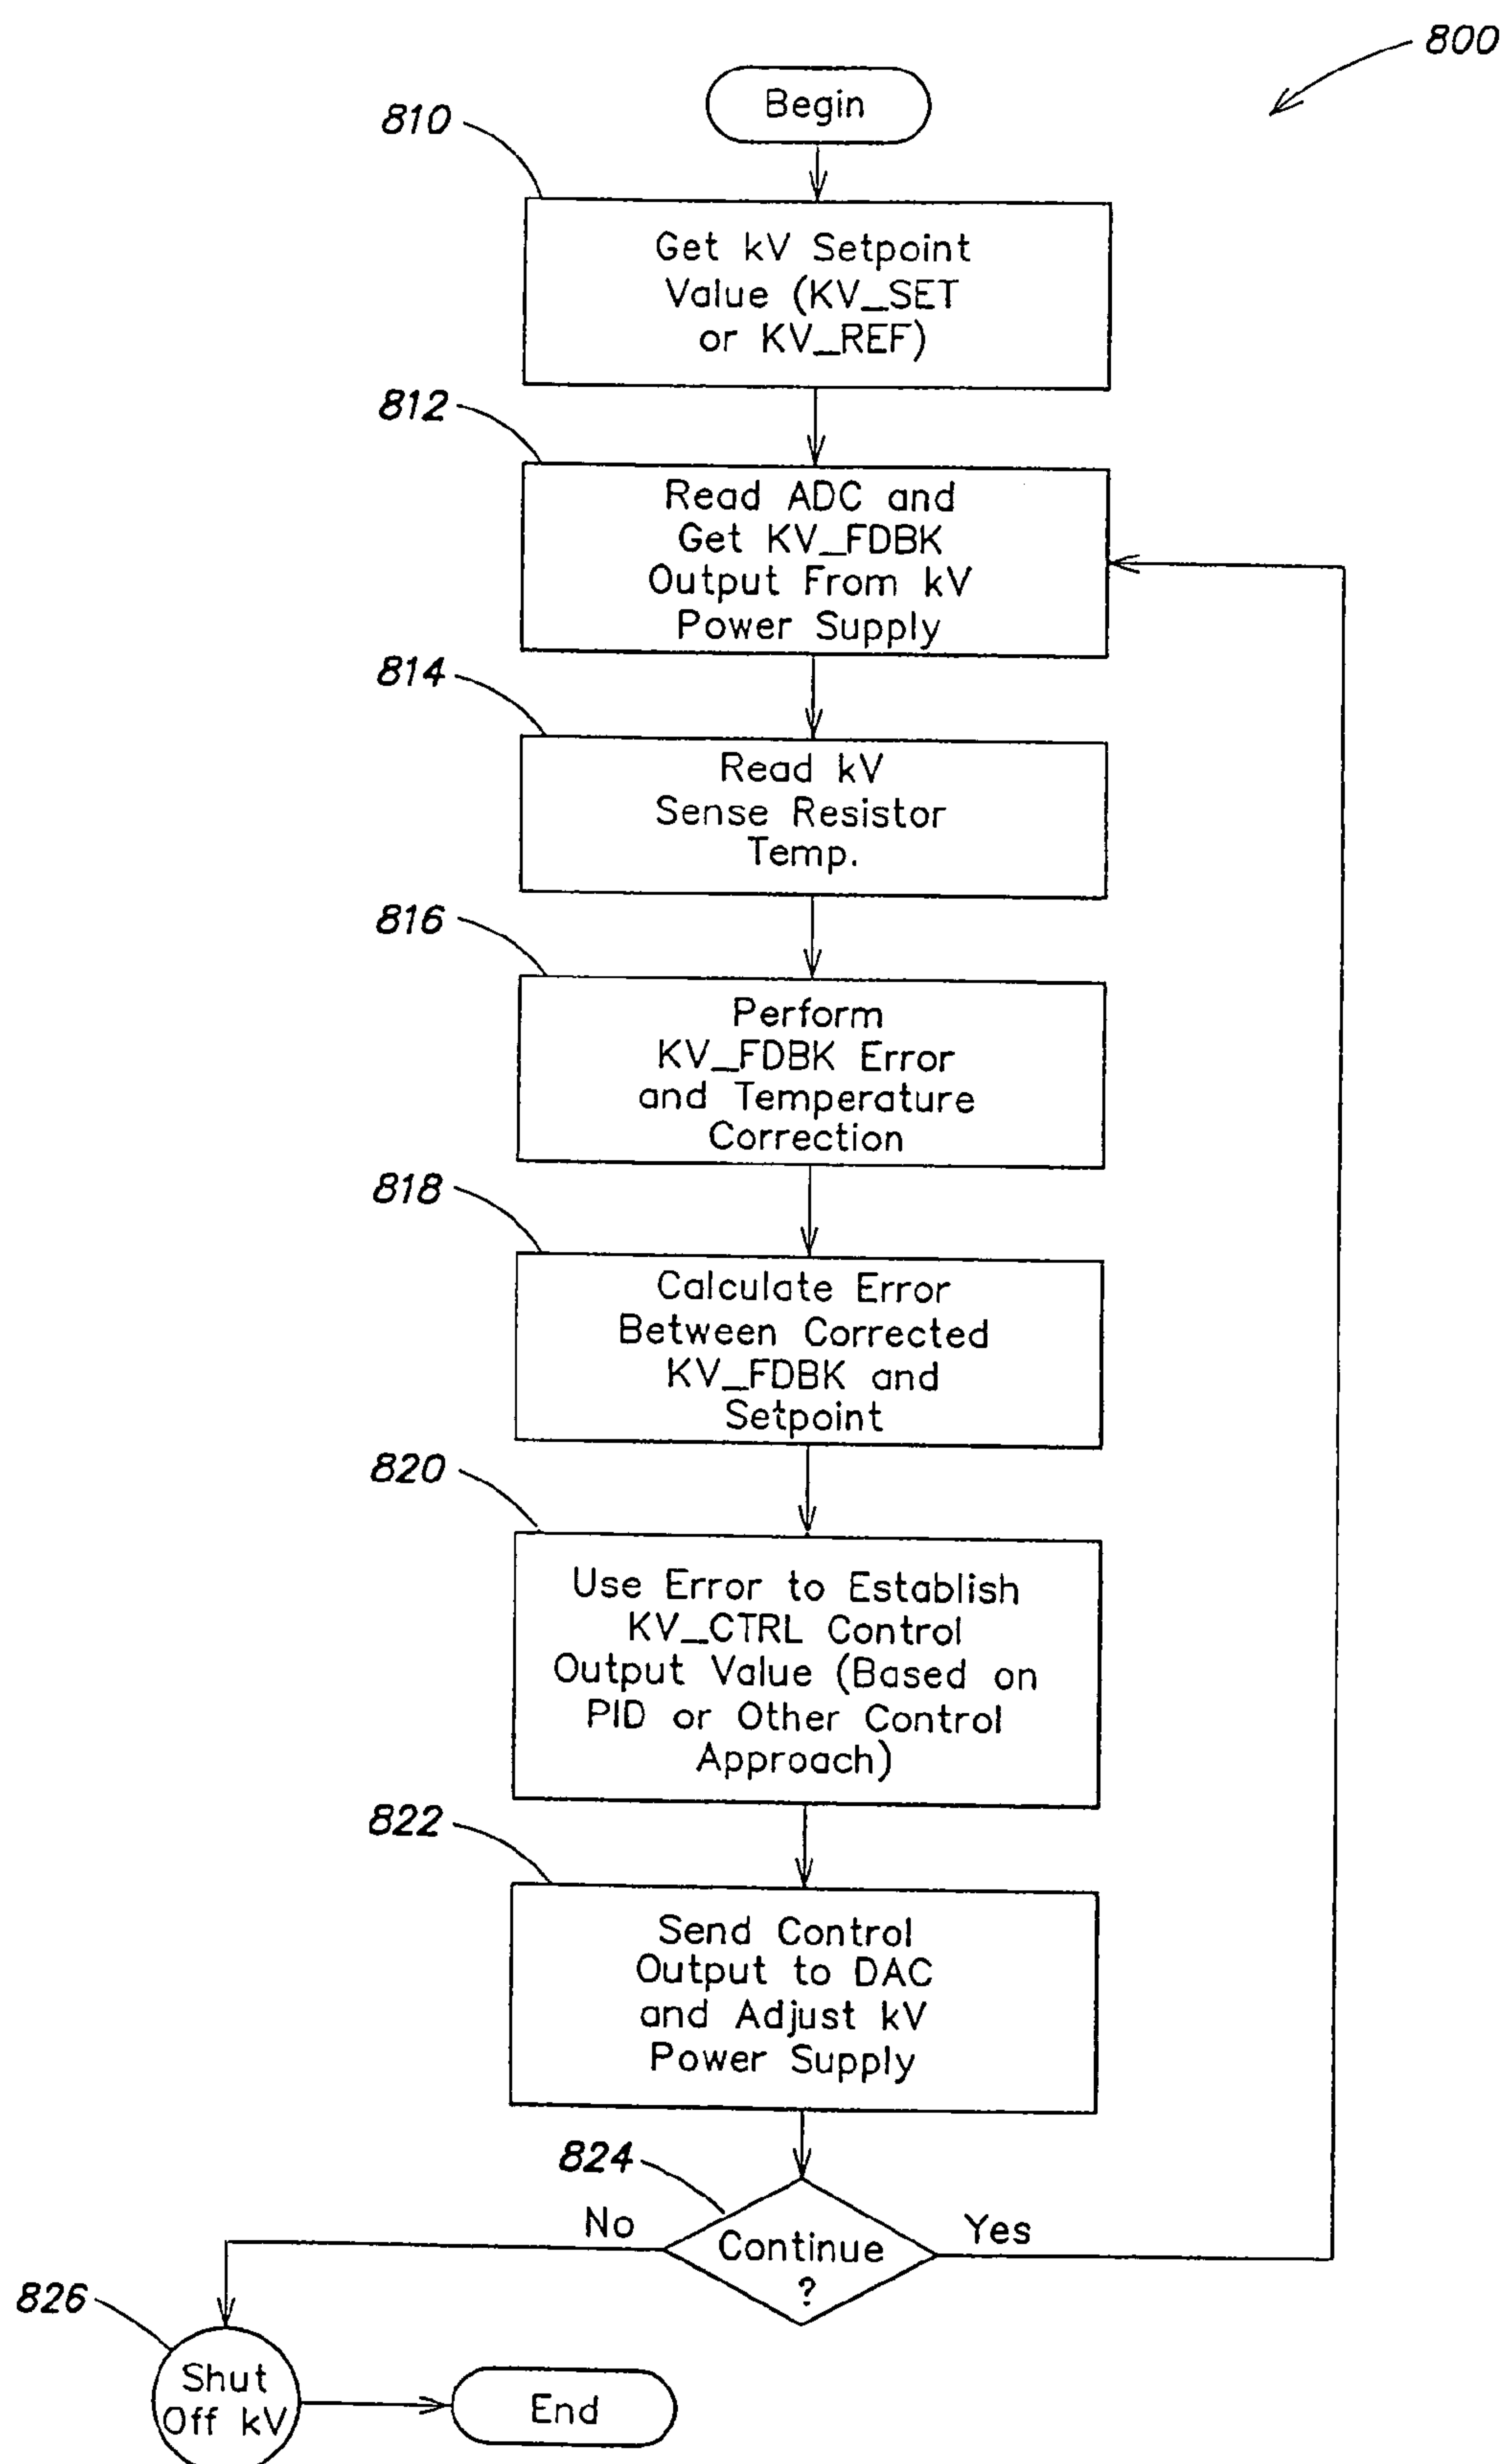 800
Begin
810
Get kV Setpoint
Value (KV_SET
or KV_REF)
812
Read ADC and
Get KV_FDBK
Output From kV
Power Supply
814
Read kV
Sense Resistor
Temp.
816
Perform
KV_FDBK Error
and Temperature
Correction
818
Calculate Error
Between Corrected
KV_FDBK and
Setpoint
820
Use Error to Establish
KV_CTRL Control
Output Value (Based on
PID or Other Control
Approach)
822
Send Control
Output to DAC
and Adjust kV
Power Supply
824
No
Continue
?
Yes
826
Shut
Off kV
End